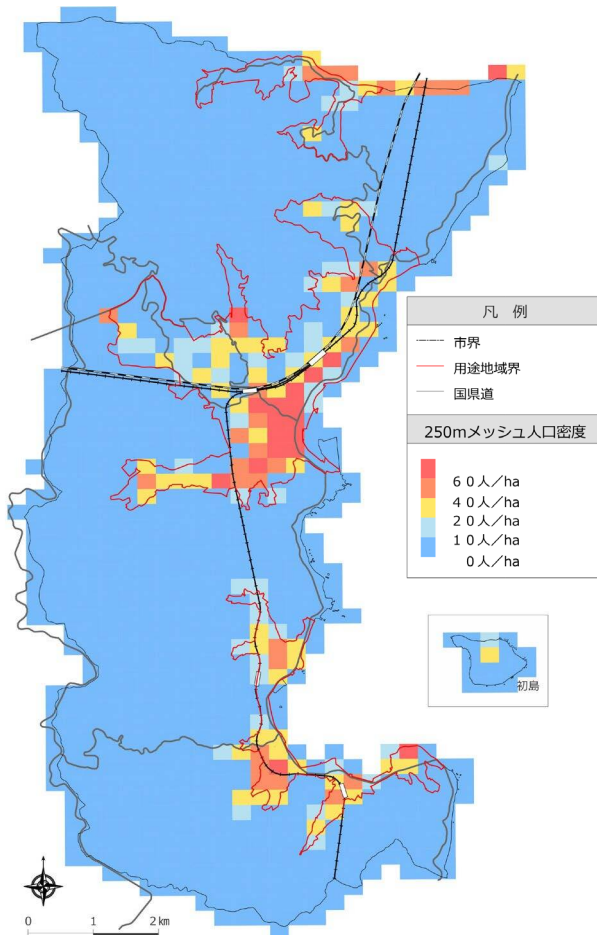 凡 例
市界
用途地域界
国県道
250mメッシュ人口密度
60人/ha
40人/ha
20人/ha
10人/ha
0人/ha
初島
0 1 2km